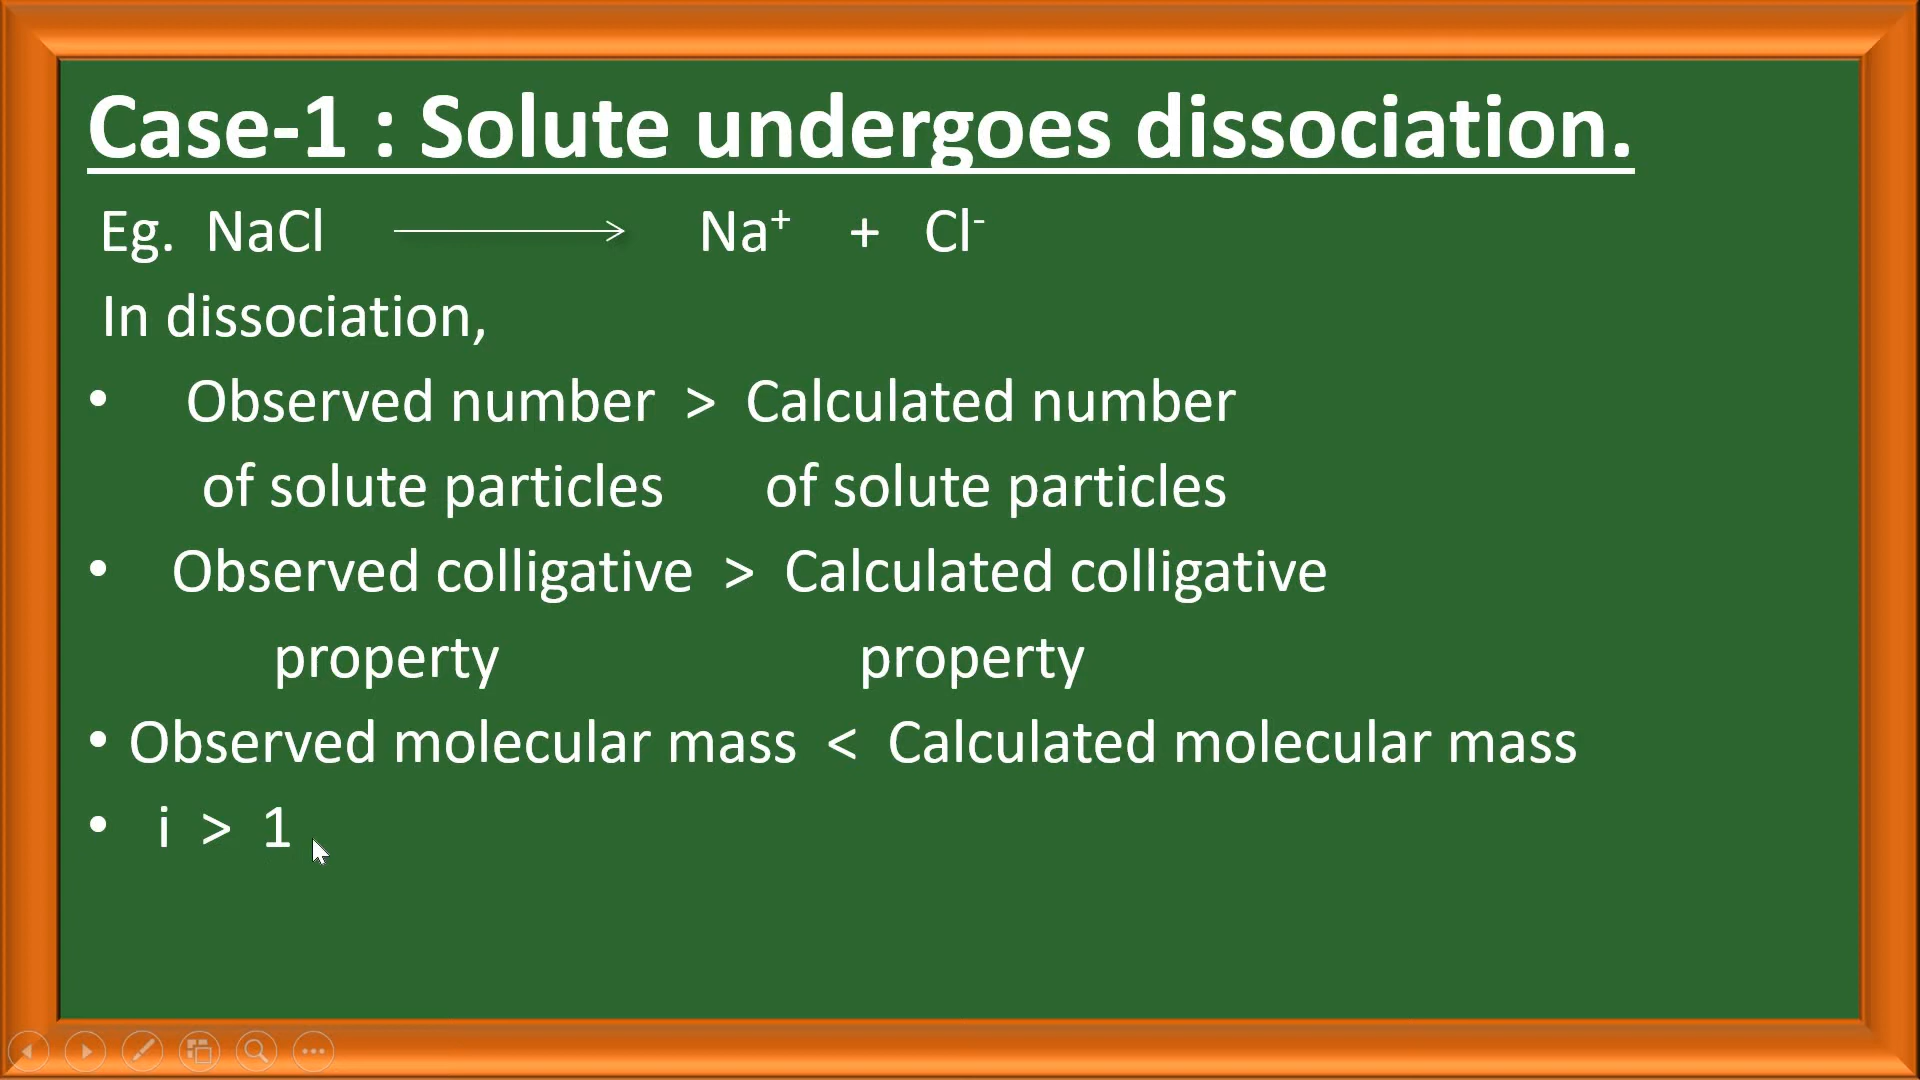 Case-1 : Solute undergoes dissociation.
Eg. NaCl ⟶ Na⁺ + Cl⁻
In dissociation,
• Observed number > Calculated number
of solute particles of solute particles
• Observed colligative > Calculated colligative
property property
• Observed molecular mass < Calculated molecular mass
• i > 1